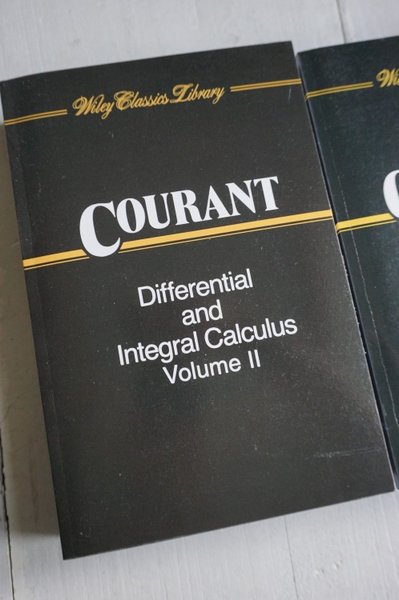 Wiley Classics Library
COURANT
Differential
and
Integral Calculus
Volume II